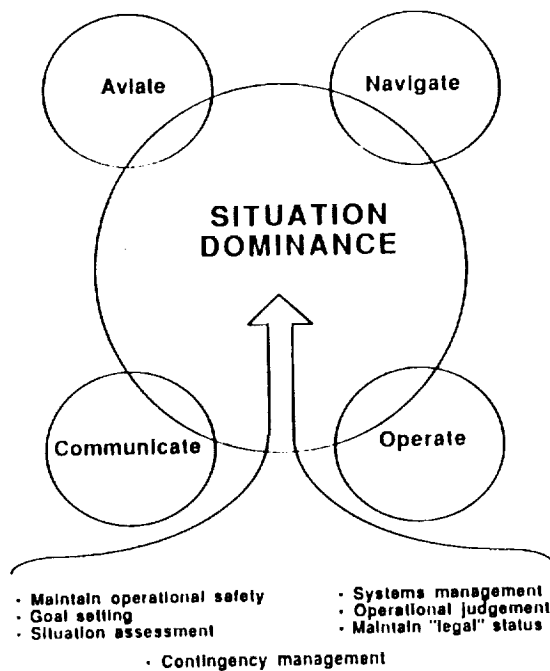 Aviate
Navigate
SITUATION
DOMINANCE
Communicate
Operate
· Maintain operational safety
· Goal setting
· Situation assessment
· Systems management
· Operational judgement
· Maintain "legal" status
· Contingency management